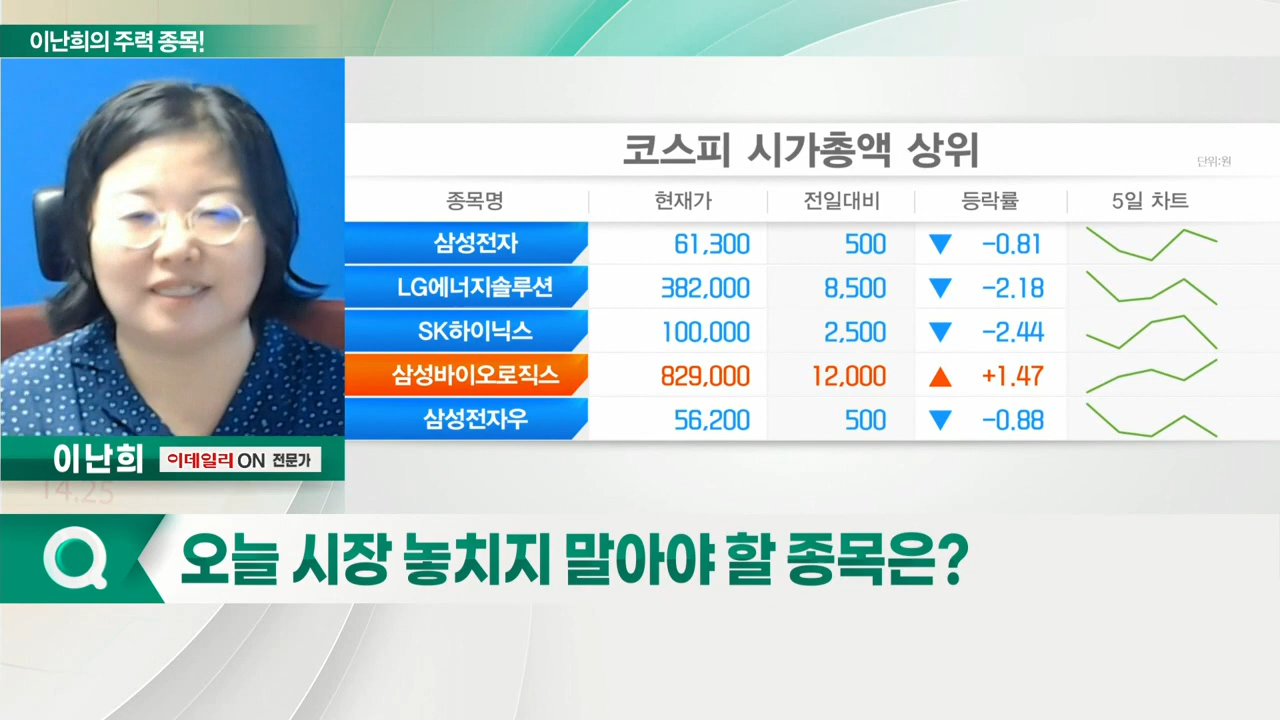 이난희의 주력 종목!
코스피 시가총액 상위
단위:원
종목명 현재가 전일대비 등락률 5일 차트
삼성전자 61,300 500 ▼ -0.81
LG에너지솔루션 382,000 8,500 ▼ -2.18
SK하이닉스 100,000 2,500 ▼ -2.44
삼성바이오로직스 829,000 12,000 ▲ +1.47
삼성전자우 56,200 500 ▼ -0.88
이난희 이데일리 ON 전문가
14.25
오늘 시장 놓치지 말아야 할 종목은?